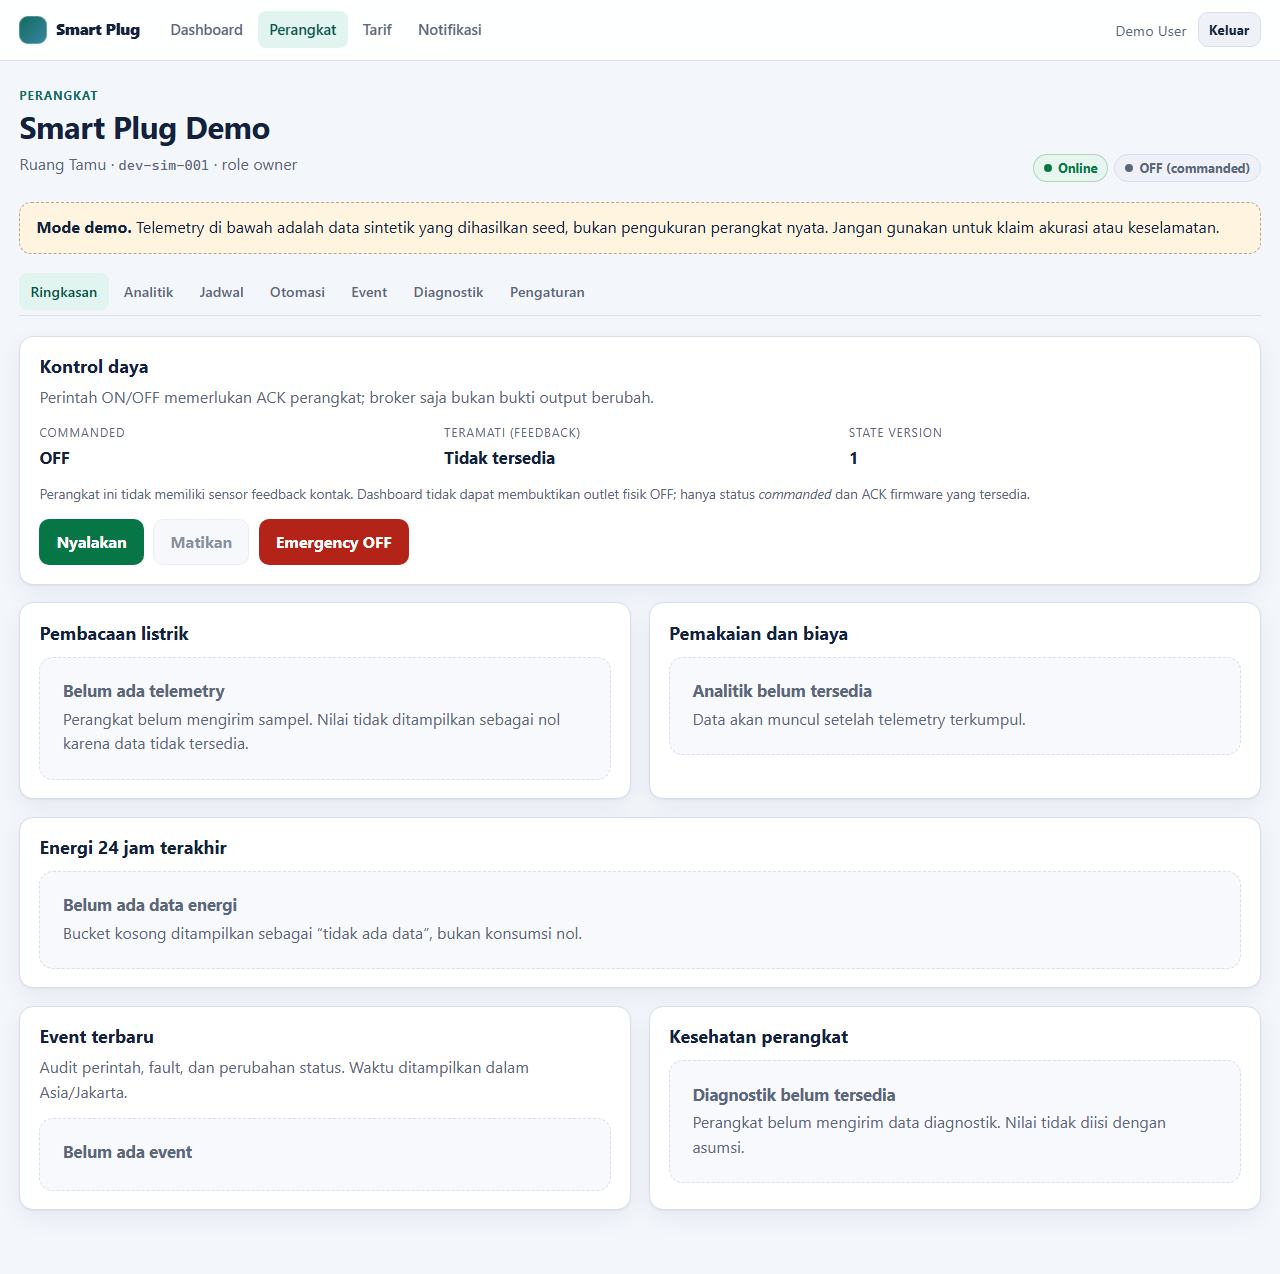 Smart Plug Dashboard Perangkat Tarif Notifikasi Demo User Keluar
PERANGKAT
Smart Plug Demo
Ruang Tamu · dev-sim-001 · role owner
Online OFF (commanded)
Mode demo. Telemetry di bawah adalah data sintetik yang dihasilkan seed, bukan pengukuran perangkat nyata. Jangan gunakan untuk klaim akurasi atau keselamatan.
Ringkasan Analitik Jadwal Otomasi Event Diagnostik Pengaturan
Kontrol daya
Perintah ON/OFF memerlukan ACK perangkat; broker saja bukan bukti output berubah.
COMMANDED TERAMATI (FEEDBACK) STATE VERSION
OFF Tidak tersedia 1
Perangkat ini tidak memiliki sensor feedback kontak. Dashboard tidak dapat membuktikan outlet fisik OFF; hanya status commanded dan ACK firmware yang tersedia.
Nyalakan Matikan Emergency OFF
Pembacaan listrik
Belum ada telemetry
Perangkat belum mengirim sampel. Nilai tidak ditampilkan sebagai nol
karena data tidak tersedia.
Pemakaian dan biaya
Analitik belum tersedia
Data akan muncul setelah telemetry terkumpul.
Energi 24 jam terakhir
Belum ada data energi
Bucket kosong ditampilkan sebagai “tidak ada data”, bukan konsumsi nol.
Event terbaru
Audit perintah, fault, dan perubahan status. Waktu ditampilkan dalam
Asia/Jakarta.
Belum ada event
Kesehatan perangkat
Diagnostik belum tersedia
Perangkat belum mengirim data diagnostik. Nilai tidak diisi dengan
asumsi.